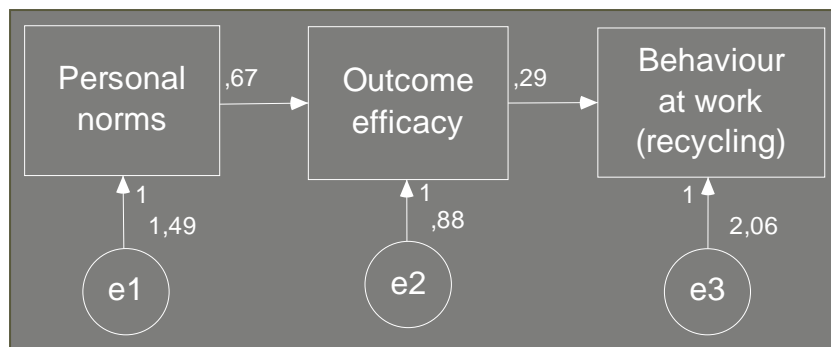 Personal
norms
,67
Outcome
efficacy
,29
Behaviour
at work
(recycling)
1
1,49
1
,88
1
2,06
e1
e2
e3